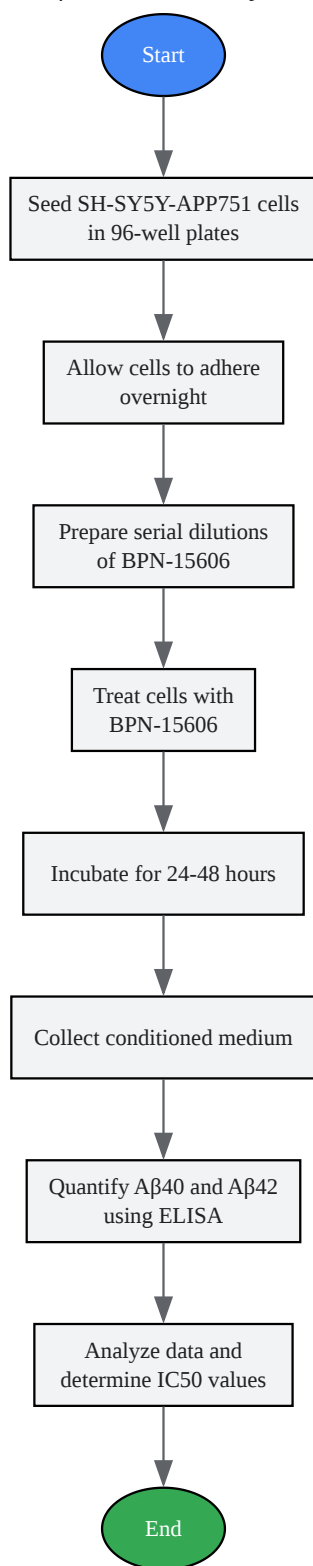 Start
Seed SH-SY5Y-APP751 cells
in 96-well plates
Allow cells to adhere
overnight
Prepare serial dilutions
of BPN-15606
Treat cells with
BPN-15606
Incubate for 24-48 hours
Collect conditioned medium
Quantify Aβ40 and Aβ42
using ELISA
Analyze data and
determine IC50 values
End